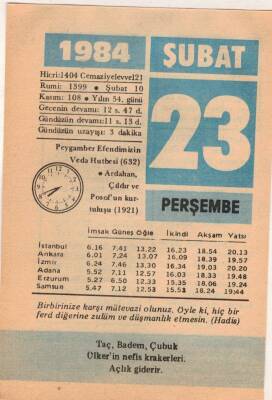 1984
ŞUBAT
Hicri:1404 Cemaziyelevvel21
Rumi: 1399 • Şubat 10
Kasım: 108 • Yılın 54. günü
Gecenin devamı: 12 s. 47 d.
Gündüzün devamı: 11 s. 13 d.
Gündüzün uzayışı: 3 dakika
23
PERŞEMBE
Peygamber Efendimizin
Veda Hutbesi (632)
• Ardahan,
Çıldır ve
Posof'un kur-
tuluşu (1921)
İmsak Güneş Öğle İkindi Akşam Yatsı
İstanbul 6.16 7.41 13.22 16.23 18.54 20.13
Ankara 6.01 7.24 13.07 16.09 18.39 19.57
İzmir 6.24 7.46 13.30 16.34 19.03 20.20
Adana 5.52 7.11 12.57 16.03 18.33 19.48
Erzurum 5.27 6.50 12.33 15.35 18.06 19.24
Samsun 5.47 7.12 12.53 15.53 18.24 19.44
Birbirinize karşı mütevazi olunuz. Öyle ki, hiç bir
ferd diğerine zulüm ve düşmanlık etmesin. (Hadis)
Taç, Badem, Çubuk
Ülker'in nefis krakerleri.
Açlık giderir.